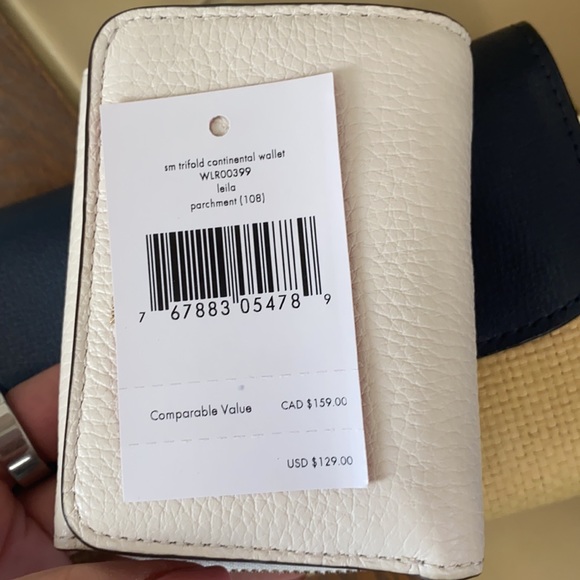 sm trifold continental wallet
WLR00399
leila
parchment (108)
7 67883 05478 9
Comparable Value CAD $159.00
USD $129.00